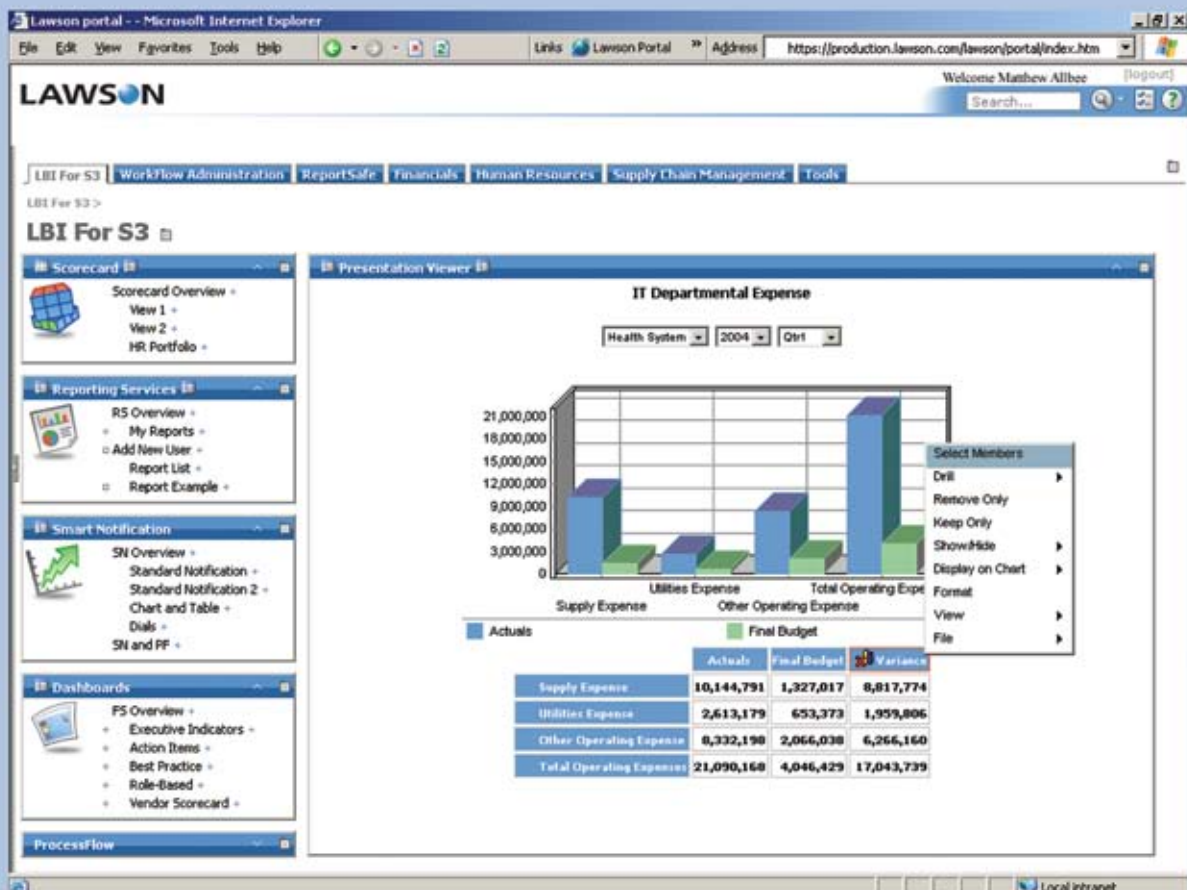 Lawson portal - - Microsoft Internet Explorer
File Edit View Favorites Tools Help Links Lawson Portal » Address https://production.lawson.com/lawson/portal/index.htm
Welcome Matthew Allbee [logout]
LAWSON
Search...
LBI For S3 WorkFlow Administration ReportSafe Financials Human Resources Supply Chain Management Tools
LBI For S3 >
LBI For S3
Scorecard
Scorecard Overview
View 1
View 2
HR Portfolio
Reporting Services
RS Overview
My Reports
Add New User
Report List
Report Example
Smart Notification
SN Overview
Standard Notification
Standard Notification 2
Chart and Table
Dials
SN and PF
Dashboards
FS Overview
Executive Indicators
Action Items
Best Practice
Role-Based
Vendor Scorecard
ProcessFlow
Presentation Viewer
IT Departmental Expense
Health System 2004 Qtr1
21,000,000
18,000,000
15,000,000
12,000,000
9,000,000
6,000,000
3,000,000
0
Utilities Expense Total Operating Expe
Supply Expense Other Operating Expense
Actuals Final Budget
Select Members
Drill
Remove Only
Keep Only
Show/Hide
Display on Chart
Format
View
File
Actuals Final Budget Variance
Supply Expense 10,144,791 1,327,017 8,817,774
Utilities Expense 2,613,179 653,373 1,959,806
Other Operating Expense 8,332,198 2,066,038 6,266,160
Total Operating Expenses 21,090,168 4,046,429 17,043,739
Local intranet